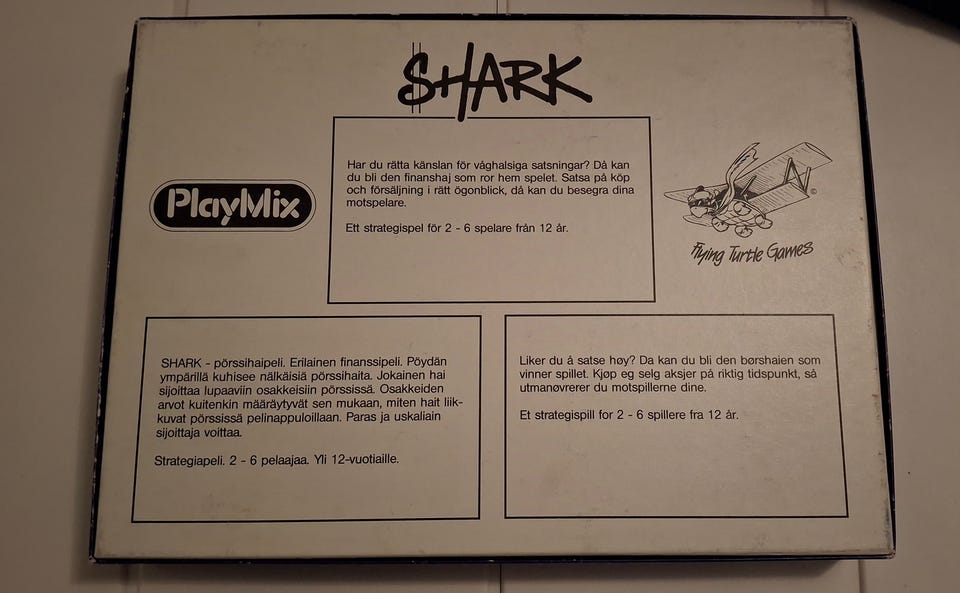 $HARK
Har du rätta känslan för våghalsiga satsningar? Då kan
du bli den finanshaj som ror hem spelet. Satsa på köp
och försäljning i rätt ögonblick, då kan du besegra dina
motspelare.
Ett strategispel för 2 - 6 spelare från 12 år.
PlayMix
©
Flying Turtle Games
SHARK - pörssihaipeli. Erilainen finanssipeli. Pöydän
ympärillä kuhisee nälkäisiä pörssihaita. Jokainen hai
sijoittaa lupaaviin osakkeisiin pörssissä. Osakkeiden
arvot kuitenkin määräytyvät sen mukaan, miten hait liik-
kuvat pörssissä pelinappuloillaan. Paras ja uskaliain
sijoittaja voittaa.
Strategiapeli. 2 - 6 pelaajaa. Yli 12-vuotiaille.
Liker du å satse høy? Da kan du bli den børshaien som
vinner spillet. Kjøp eg selg aksjer på riktig tidspunkt, så
utmanøvrerer du motspillerne dine.
Et strategispill for 2 - 6 spillere fra 12 år.